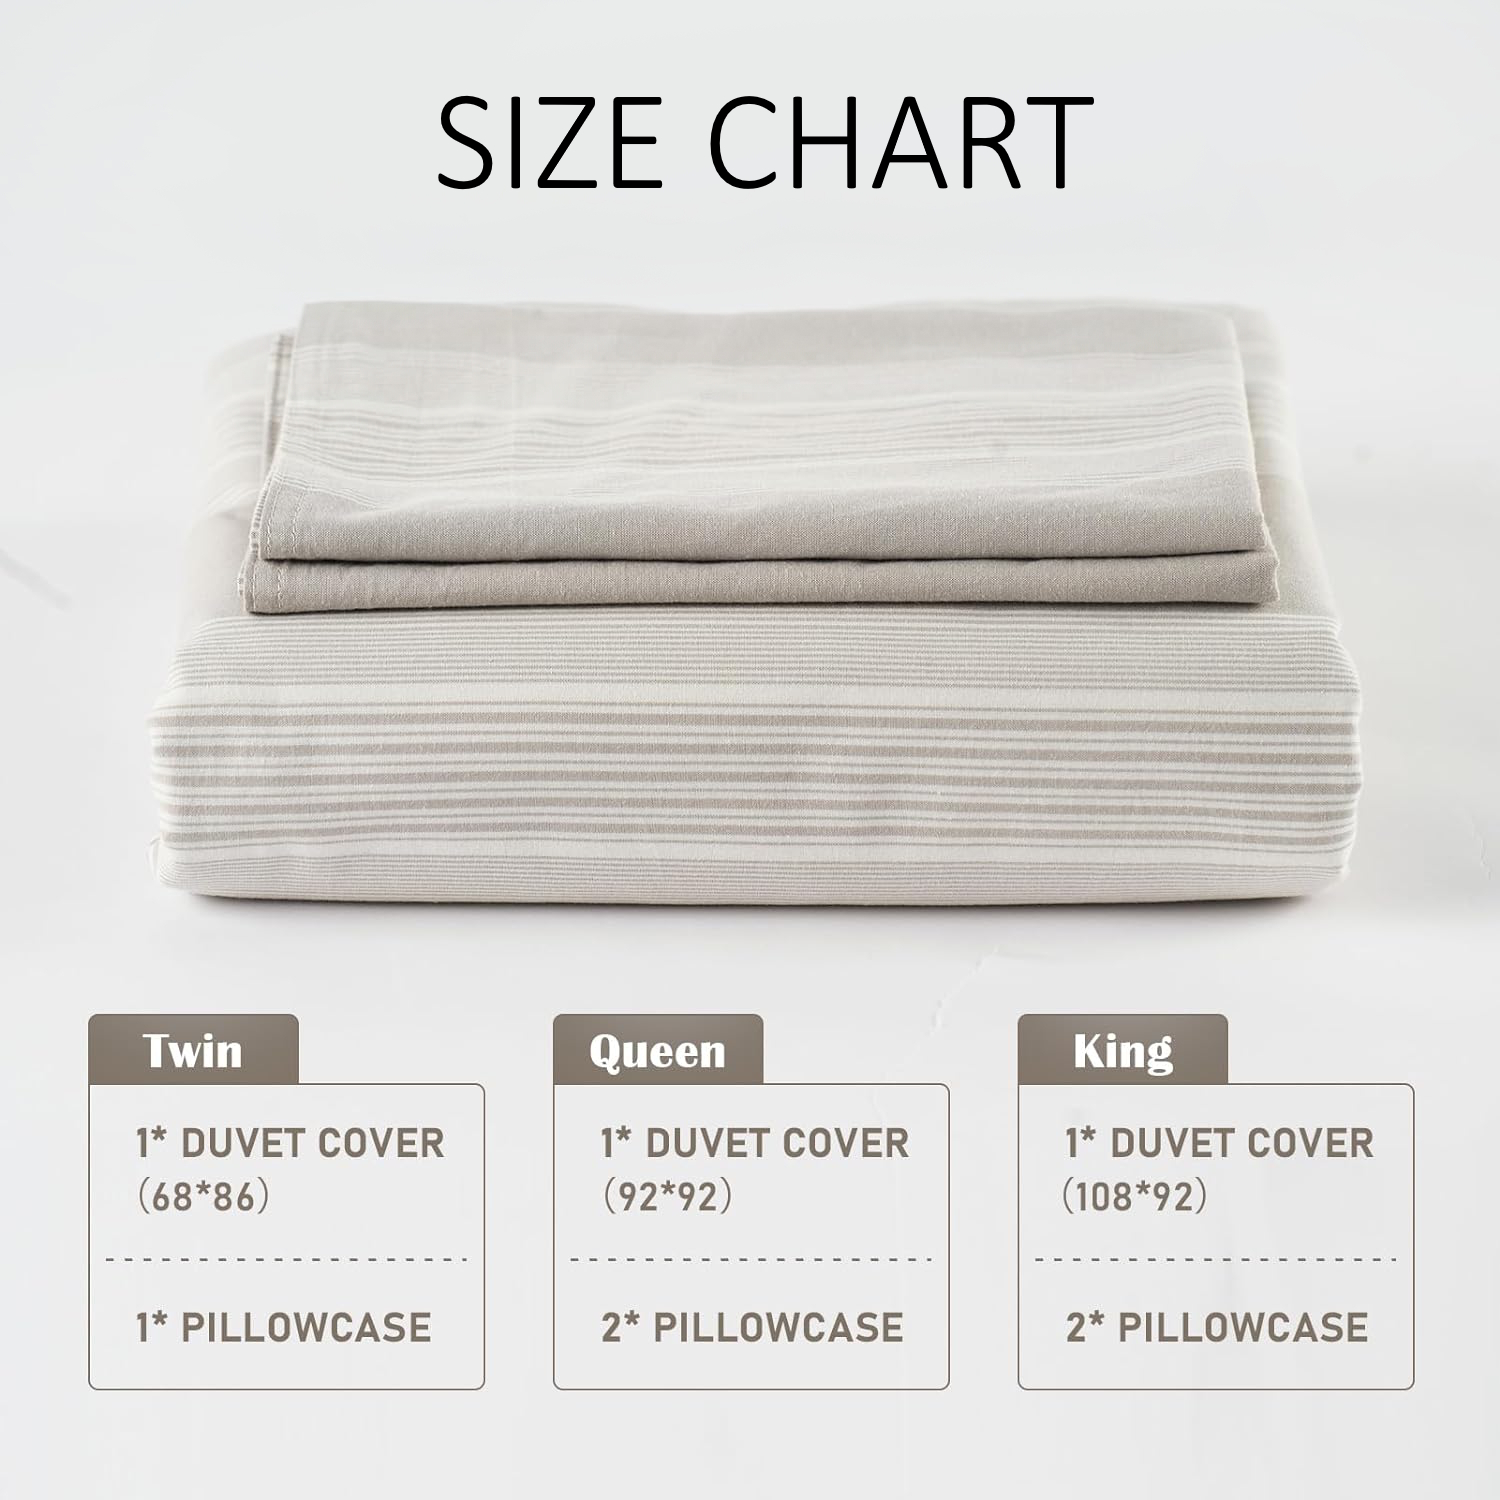 SIZE CHART
Twin
1* DUVET COVER
(68*86)
1* PILLOWCASE
Queen
1* DUVET COVER
(92*92)
2* PILLOWCASE
King
1* DUVET COVER
(108*92)
2* PILLOWCASE